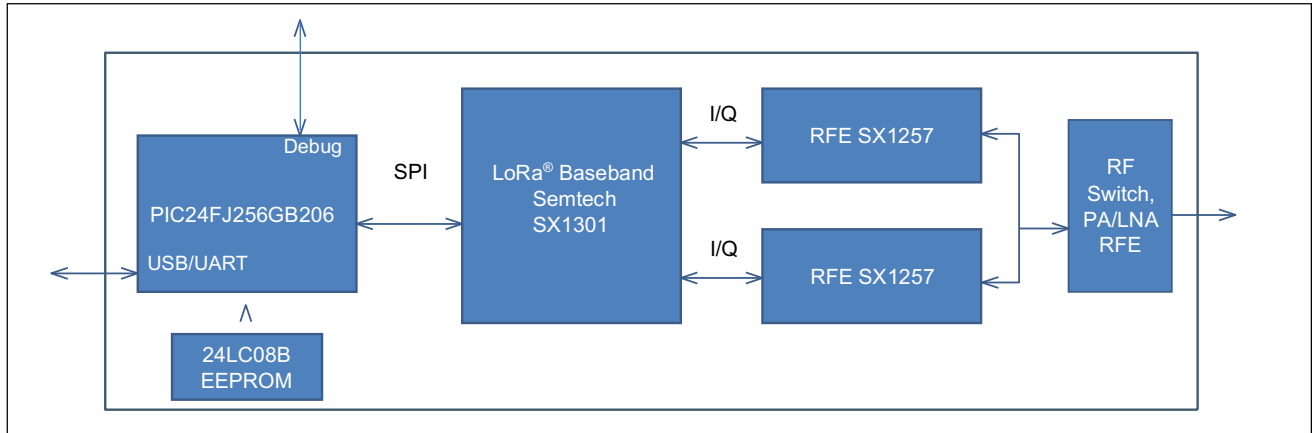 Debug
PIC24FJ256GB206
USB/UART
24LC08B
EEPROM
SPI
LoRa® Baseband
Semtech
SX1301
I/Q
I/Q
RFE SX1257
RFE SX1257
RF
Switch,
PA/LNA
RFE